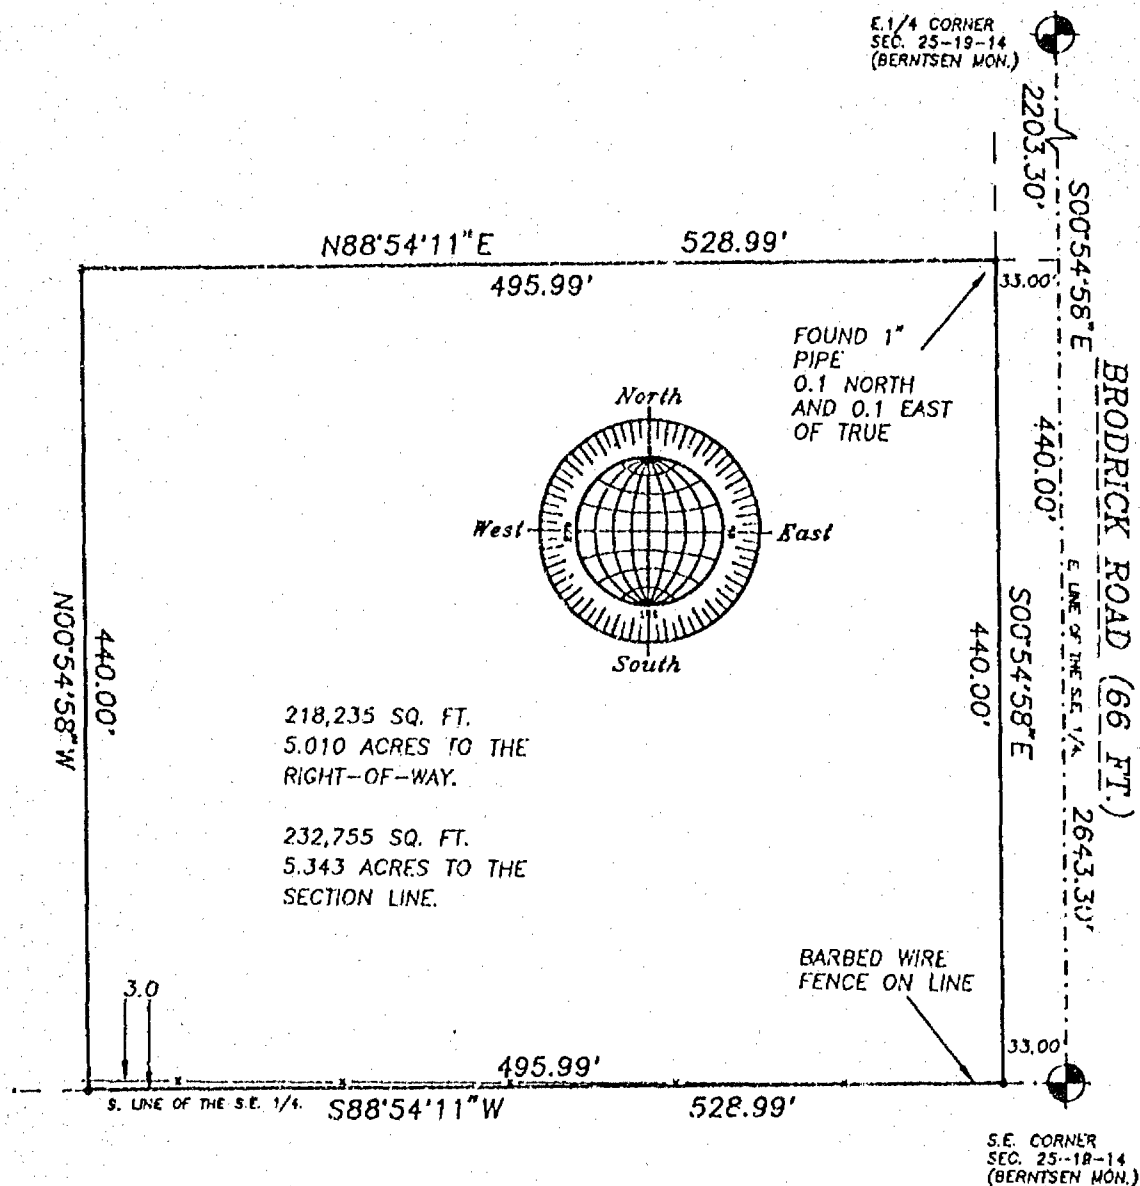 E.1/4 CORNER
SEC. 25-19-14
(BERNTSEN MON.)
2203.30'
S00°54'58"E
N88°54'11"E 528.99'
495.99'
33.00'
FOUND 1"
PIPE
0.1 NORTH
AND 0.1 EAST
OF TRUE
North
West
East
South
440.00'
BRODRICK ROAD (66 FT.)
E. LINE OF THE S.E. 1/4.
2643.30'
N00°54'58"W
440.00'
S00°54'58"E
440.00'
218,235 SQ. FT.
5.010 ACRES TO THE
RIGHT-OF-WAY.
232,755 SQ. FT.
5.343 ACRES TO THE
SECTION LINE.
BARBED WIRE
FENCE ON LINE
3.0
33.00
495.99'
S. LINE OF THE S.E. 1/4.
S88°54'11"W 528.99'
S.E. CORNER
SEC. 25-19-14
(BERNTSEN MON.)